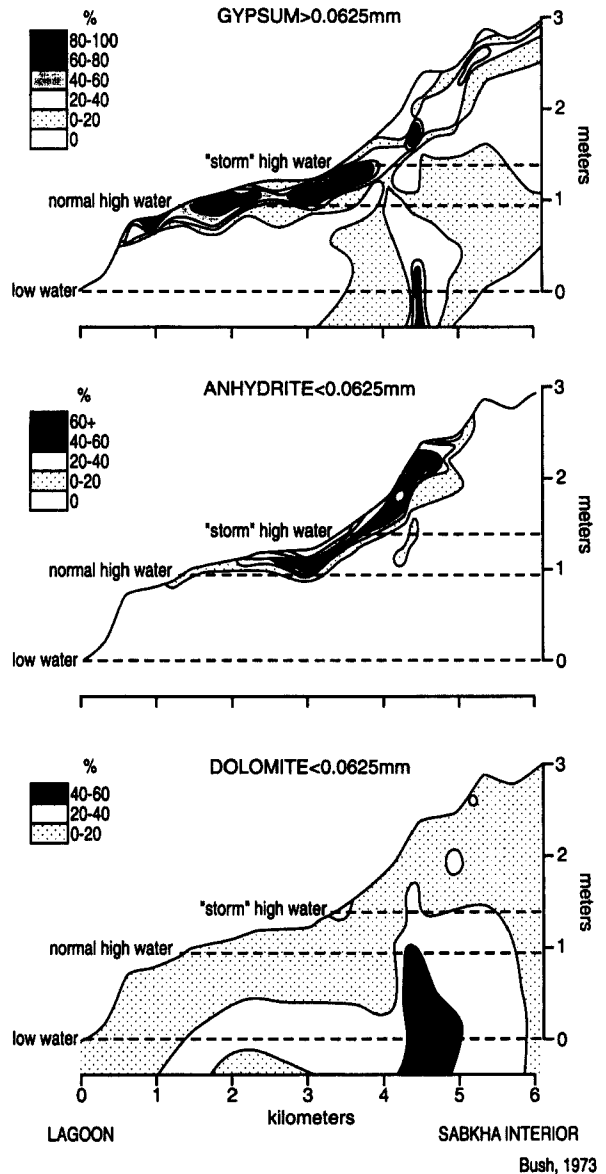 GYPSUM>0.0625mm
%
80-100
60-80
40-60
20-40
0-20
0
3
2
1
0
meters
"storm" high water
normal high water
low water
ANHYDRITE<0.0625mm
%
60+
40-60
20-40
0-20
0
3
2
1
0
meters
"storm" high water
normal high water
low water
DOLOMITE<0.0625mm
%
40-60
20-40
0-20
3
2
1
0
meters
"storm" high water
normal high water
low water
0 1 2 3 4 5 6
kilometers
LAGOON SABKHA INTERIOR
Bush, 1973